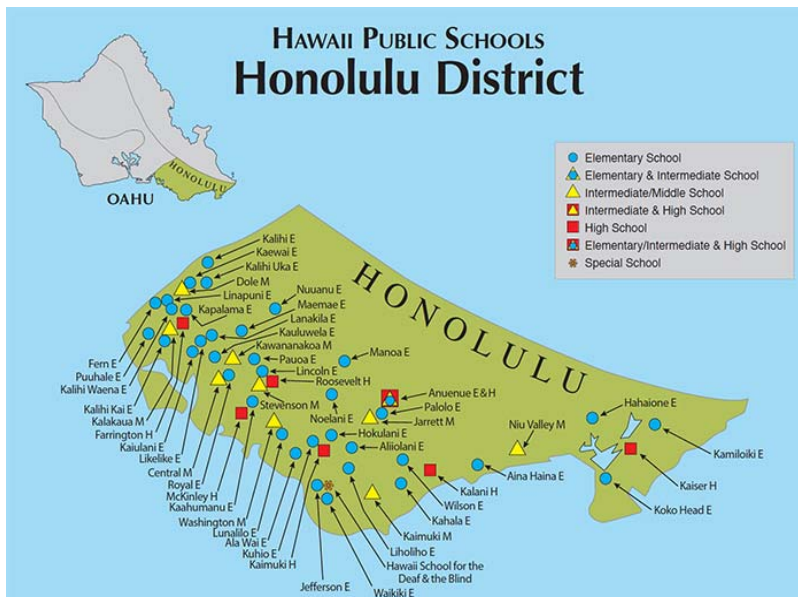 HAWAII PUBLIC SCHOOLS
Honolulu District
HONOLULU
OAHU
Elementary School
Elementary & Intermediate School
Intermediate/Middle School
Intermediate & High School
High School
Elementary/Intermediate & High School
Special School
HONOLULU
Kalihi E
Kaewai E
Kalihi Uka E
Dole M
Linapuni E
Kapalama E
Nuuanu E
Maemae E
Lanakila E
Kauluwela E
Kawananakoa M
Pauoa E
Lincoln E
Roosevelt H
Manoa E
Fern E
Puuhale E
Kalihi Waena E
Kalihi Kai E
Kalakaua M
Farrington H
Kaiulani E
Likelike E
Central M
Royal E
McKinley H
Kaahumanu E
Washington M
Lunalilo E
Ala Wai E
Kuhio E
Kaimuki H
Jefferson E
Waikiki E
Stevenson M
Noelani E
Hokulani E
Aliiolani E
Anuenue E&H
Palolo E
Jarrett M
Niu Valley M
Hahaione E
Kamiloiki E
Kaiser H
Koko Head E
Aina Haina E
Kalani H
Wilson E
Kahala E
Kaimuki M
Liholiho E
Hawaii School for the
Deaf & the Blind